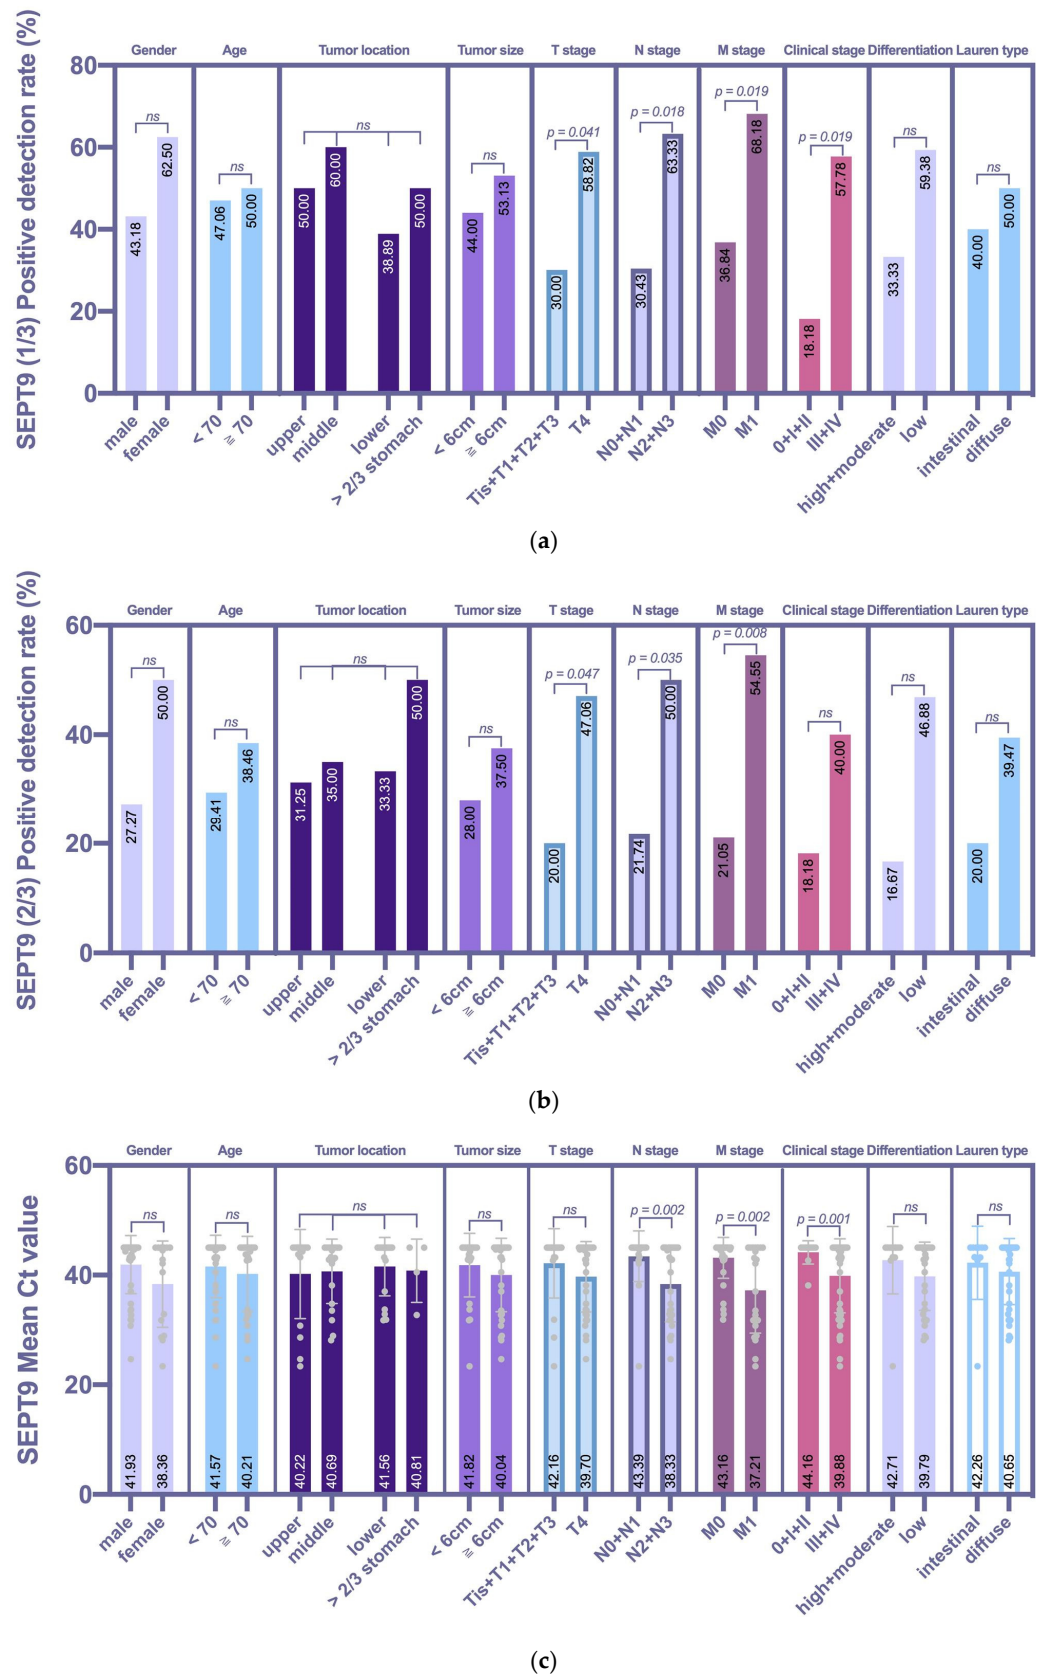 Gender Age Tumor location Tumor size T stage N stage M stage Clinical stage Differentiation Lauren type
SEPT9 (1/3) Positive detection rate (%)
80
60
40
20
0
ns ns ns ns p = 0.041 p = 0.018 p = 0.019 p = 0.019 ns ns
43.18 62.50 47.06 50.00 50.00 60.00 38.89 50.00 44.00 53.13 30.00 58.82 30.43 63.33 36.84 68.18 18.18 57.78 33.33 59.38 40.00 50.00
male female < 70 ≧ 70 upper middle lower > 2/3 stomach < 6cm ≧ 6cm Tis+T1+T2+T3 T4 N0+N1 N2+N3 M0 M1 0+I+II III+IV high+moderate low intestinal diffuse
(a)
Gender Age Tumor location Tumor size T stage N stage M stage Clinical stage Differentiation Lauren type
SEPT9 (2/3) Positive detection rate (%)
60
40
20
0
ns ns ns ns p = 0.047 p = 0.035 p = 0.008 ns ns ns
27.27 50.00 29.41 38.46 31.25 35.00 33.33 50.00 28.00 37.50 20.00 47.06 21.74 50.00 21.05 54.55 18.18 40.00 16.67 46.88 20.00 39.47
male female < 70 ≧ 70 upper middle lower > 2/3 stomach < 6cm ≧ 6cm Tis+T1+T2+T3 T4 N0+N1 N2+N3 M0 M1 0+I+II III+IV high+moderate low intestinal diffuse
(b)
Gender Age Tumor location Tumor size T stage N stage M stage Clinical stage Differentiation Lauren type
SEPT9 Mean Ct value
60
40
20
0
ns ns ns ns ns p = 0.002 p = 0.002 p = 0.001 ns ns
41.93 38.36 41.57 40.21 40.22 40.69 41.56 40.81 41.82 40.04 42.16 39.70 43.39 38.33 43.16 37.21 44.16 39.88 42.71 39.79 42.26 40.65
male female < 70 ≧ 70 upper middle lower > 2/3 stomach < 6cm ≧ 6cm Tis+T1+T2+T3 T4 N0+N1 N2+N3 M0 M1 0+I+II III+IV high+moderate low intestinal diffuse
(c)